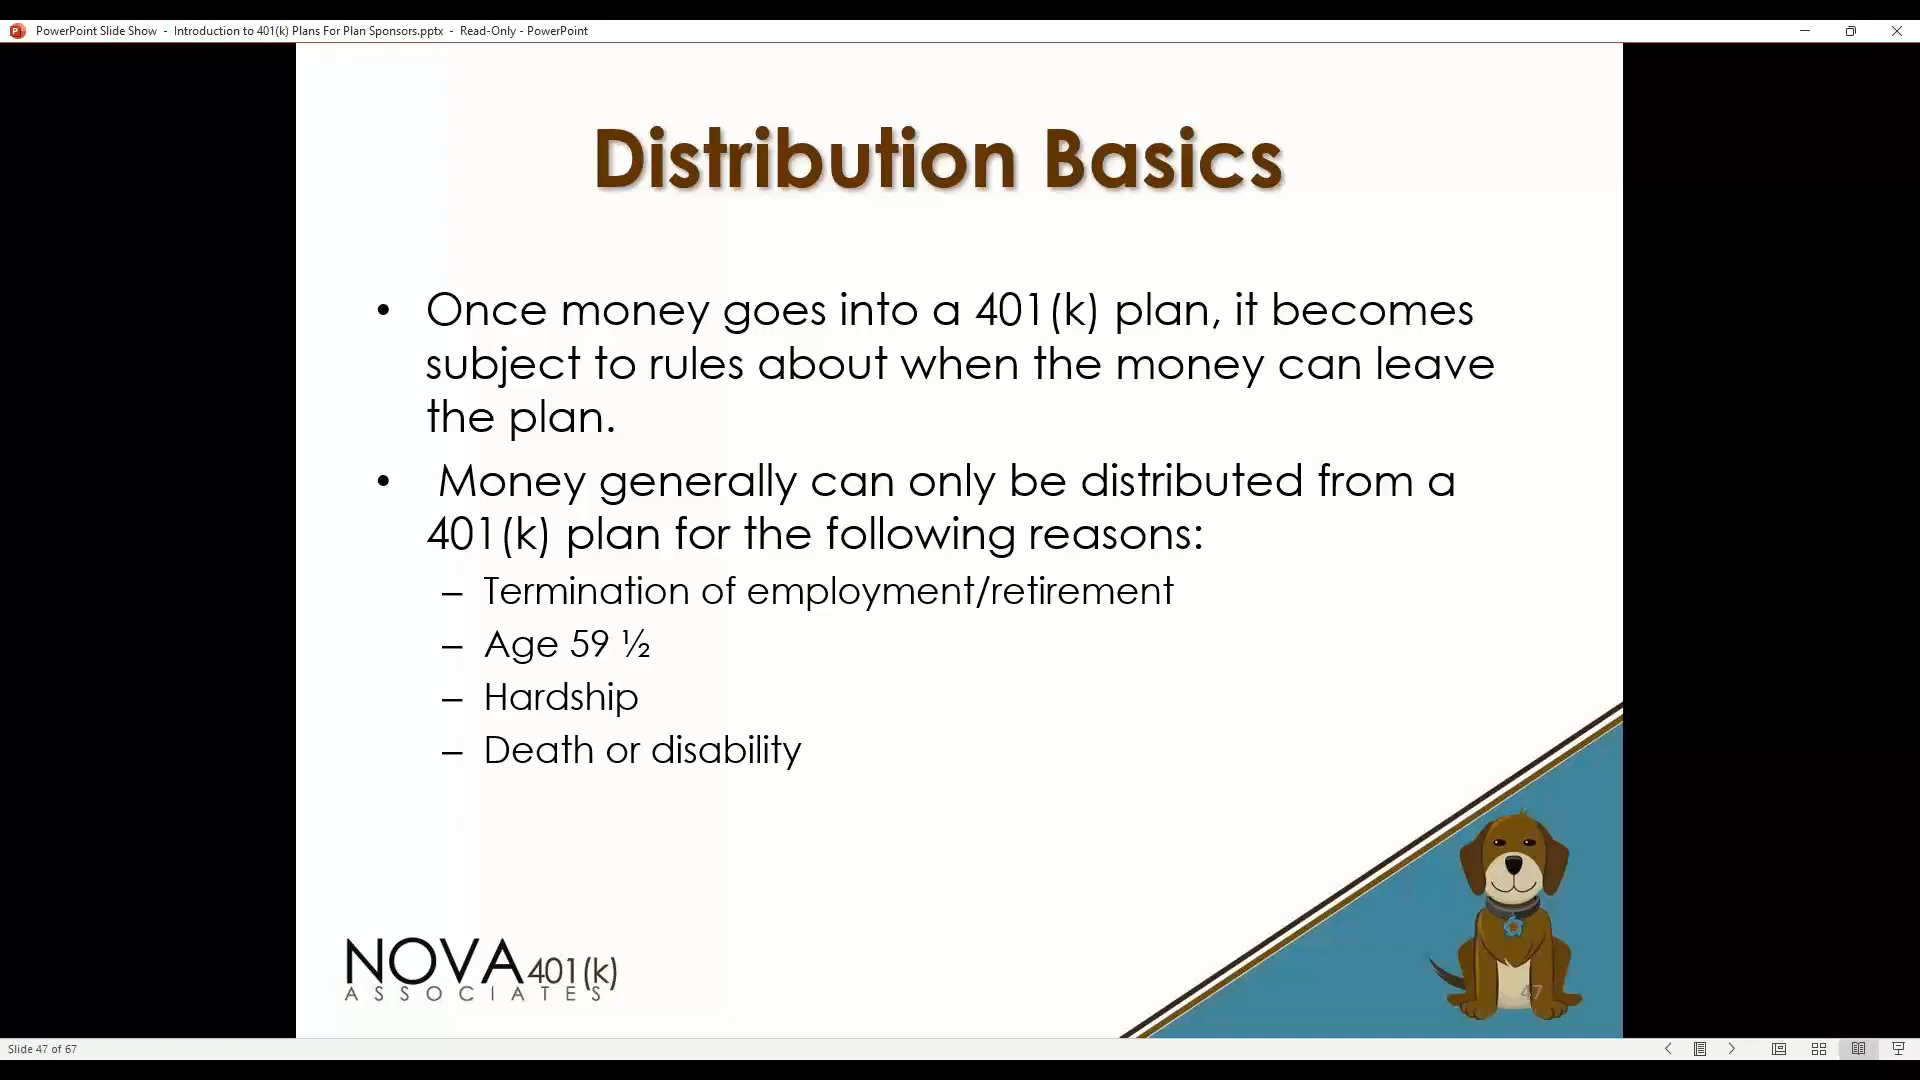 PowerPoint Slide Show - Introduction to 401(k) Plans For Plan Sponsors.pptx - Read-Only - PowerPoint
Distribution Basics
• Once money goes into a 401(k) plan, it becomes
subject to rules about when the money can leave
the plan.
• Money generally can only be distributed from a
401(k) plan for the following reasons:
– Termination of employment/retirement
– Age 59 ½
– Hardship
– Death or disability
NOVA 401(k)
ASSOCIATES
47
Slide 47 of 67